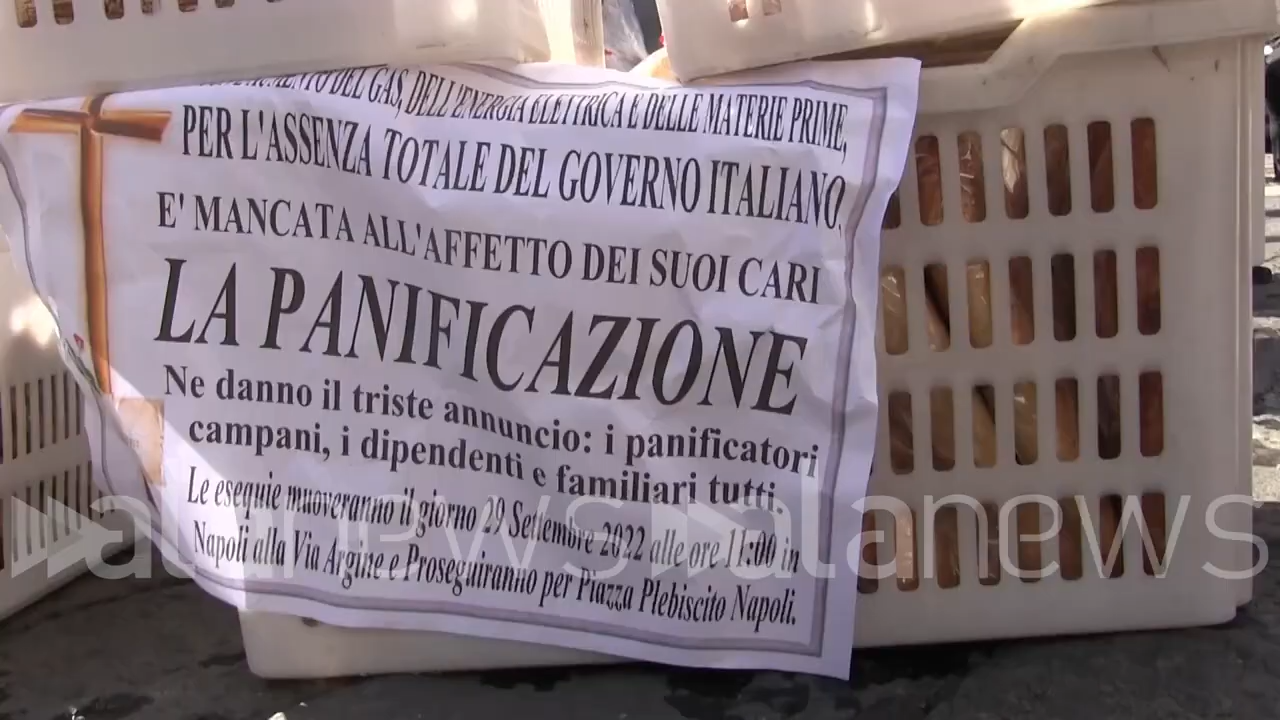 AUMENTO DEL GAS, DELL'ENERGIA ELETTRICA E DELLE MATERIE PRIME,
PER L'ASSENZA TOTALE DEL GOVERNO ITALIANO,
E' MANCATA ALL'AFFETTO DEI SUOI CARI
LA PANIFICAZIONE
Ne danno il triste annuncio: i panificatori
campani, i dipendenti e familiari tutti.
Le esequie muoveranno il giorno 29 Settembre 2022 alle ore 11:00 in
Napoli alla Via Argine e Proseguiranno per Piazza Plebiscito Napoli.
alanews alanews